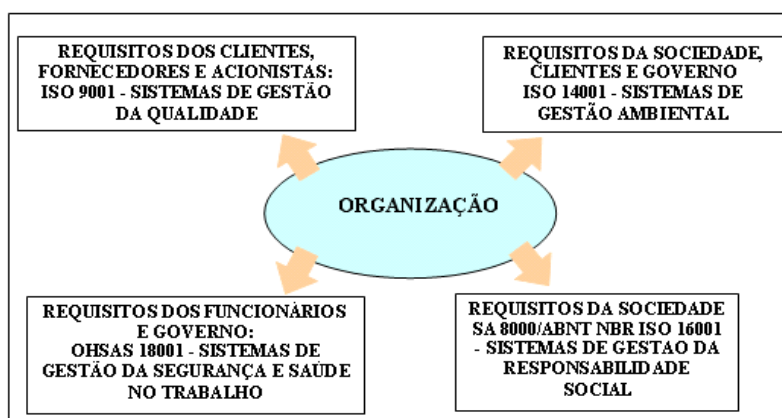 REQUISITOS DOS CLIENTES,
FORNECEDORES E ACIONISTAS:
ISO 9001 - SISTEMAS DE GESTÃO
DA QUALIDADE
REQUISITOS DA SOCIEDADE,
CLIENTES E GOVERNO
ISO 14001 - SISTEMAS DE
GESTÃO AMBIENTAL
ORGANIZAÇÃO
REQUISITOS DOS FUNCIONÁRIOS
E GOVERNO:
OHSAS 18001 - SISTEMAS DE
GESTÃO DA SEGURANÇA E SAÚDE
NO TRABALHO
REQUISITOS DA SOCIEDADE
SA 8000/ABNT NBR ISO 16001
- SISTEMAS DE GESTAO DA
RESPONSABILIDADE
SOCIAL